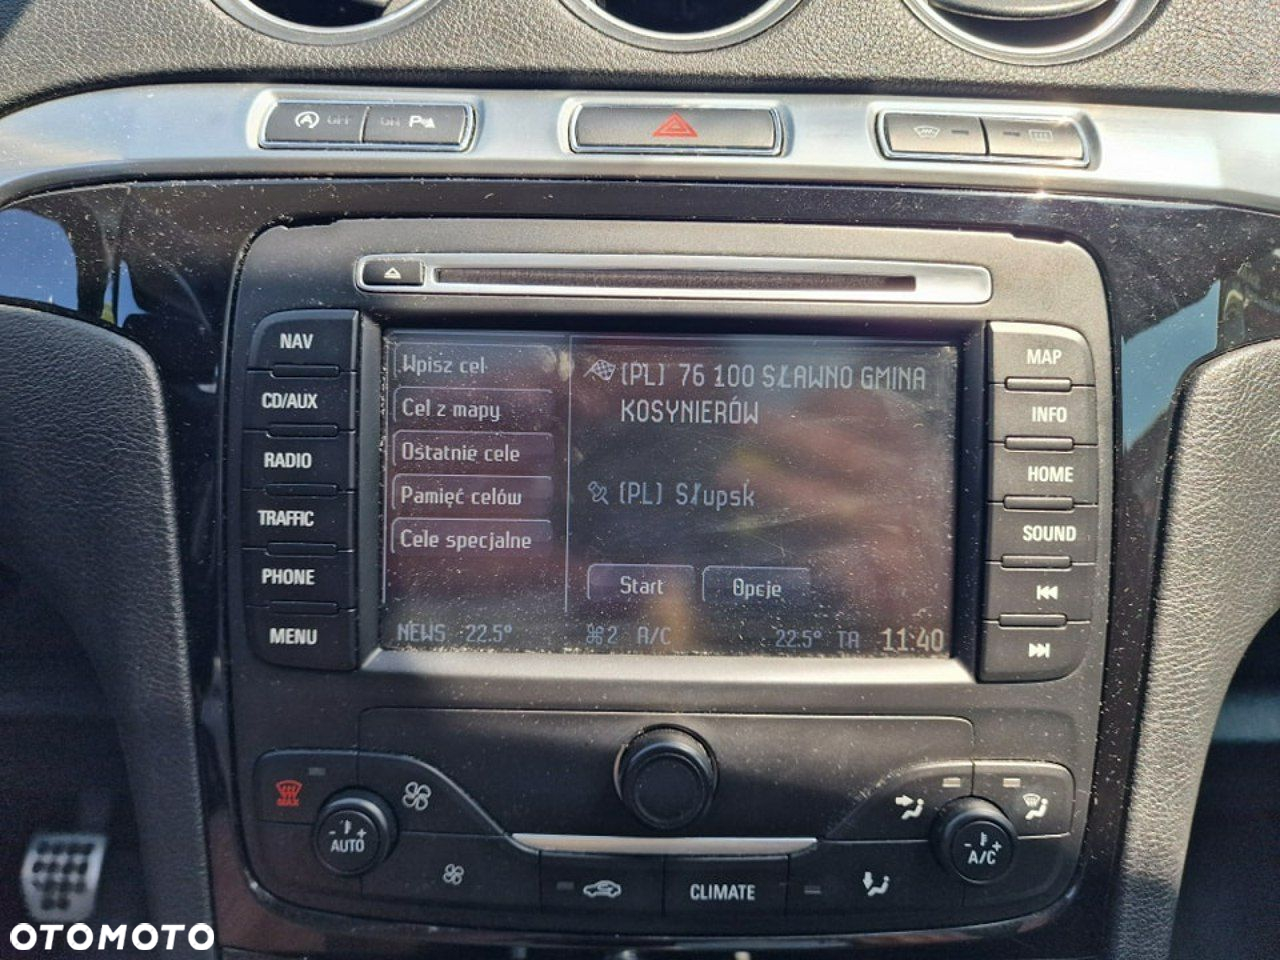 OFF OFF P
NAV
CD/AUX
RADIO
TRAFFIC
PHONE
MENU
Wpisz cel
Cel z mapy
Ostatnie cele
Pamięć celów
Cele specjalne
(PL) 76 100 SŁAWNO GMINA
KOSYNIERÓW
(PL) Słupsk
Start Opcje
NEWS 22.5° 2 A/C 22.5° TA 11:40
MAP
INFO
HOME
SOUND
MAX
AUTO
A/C
CLIMATE
OTOMOTO